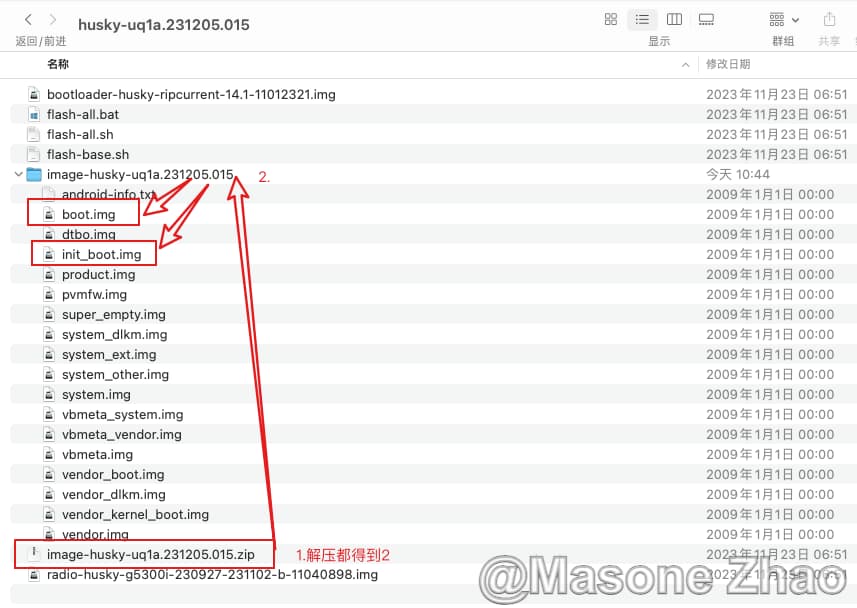 husky-uq1a.231205.015
返回/前进
显示
群组
共享
名称
修改日期
bootloader-husky-ripcurrent-14.1-11012321.img 2023年11月23日 06:51
flash-all.bat 2023年11月23日 06:51
flash-all.sh 2023年11月23日 06:51
flash-base.sh 2023年11月23日 06:51
image-husky-uq1a.231205.015 2. 今天 10:44
android-info.txt 2009年1月1日 00:00
boot.img 2009年1月1日 00:00
dtbo.img 2009年1月1日 00:00
init_boot.img 2009年1月1日 00:00
product.img 2009年1月1日 00:00
pvmfw.img 2009年1月1日 00:00
super_empty.img 2009年1月1日 00:00
system_dlkm.img 2009年1月1日 00:00
system_ext.img 2009年1月1日 00:00
system_other.img 2009年1月1日 00:00
system.img 2009年1月1日 00:00
vbmeta_system.img 2009年1月1日 00:00
vbmeta_vendor.img 2009年1月1日 00:00
vbmeta.img 2009年1月1日 00:00
vendor_boot.img 2009年1月1日 00:00
vendor_dlkm.img 2009年1月1日 00:00
vendor_kernel_boot.img 2009年1月1日 00:00
vendor.img 2009年1月1日 00:00
image-husky-uq1a.231205.015.zip 1.解压都得到2 2023年11月23日 06:51
radio-husky-g5300i-230927-231102-b-11040898.img 2023年11月23日 06:51
@Masone Zhao